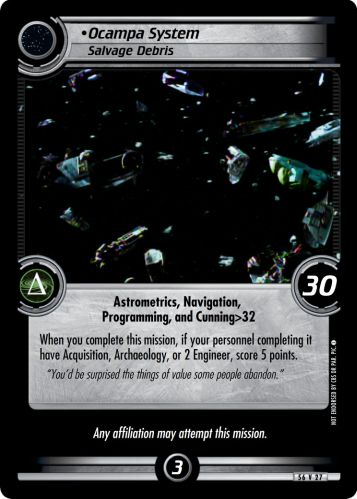 •Ocampa System
Salvage Debris
Δ
30
Astrometrics, Navigation,
Programming, and Cunning>32
When you complete this mission, if your personnel completing it
have Acquisition, Archaeology, or 2 Engineer, score 5 points.
“You’d be surprised the things of value some people abandon.”
NOT ENDORSED BY CBS OR PAR. PIC.
Any affiliation may attempt this mission.
3
56 V 27